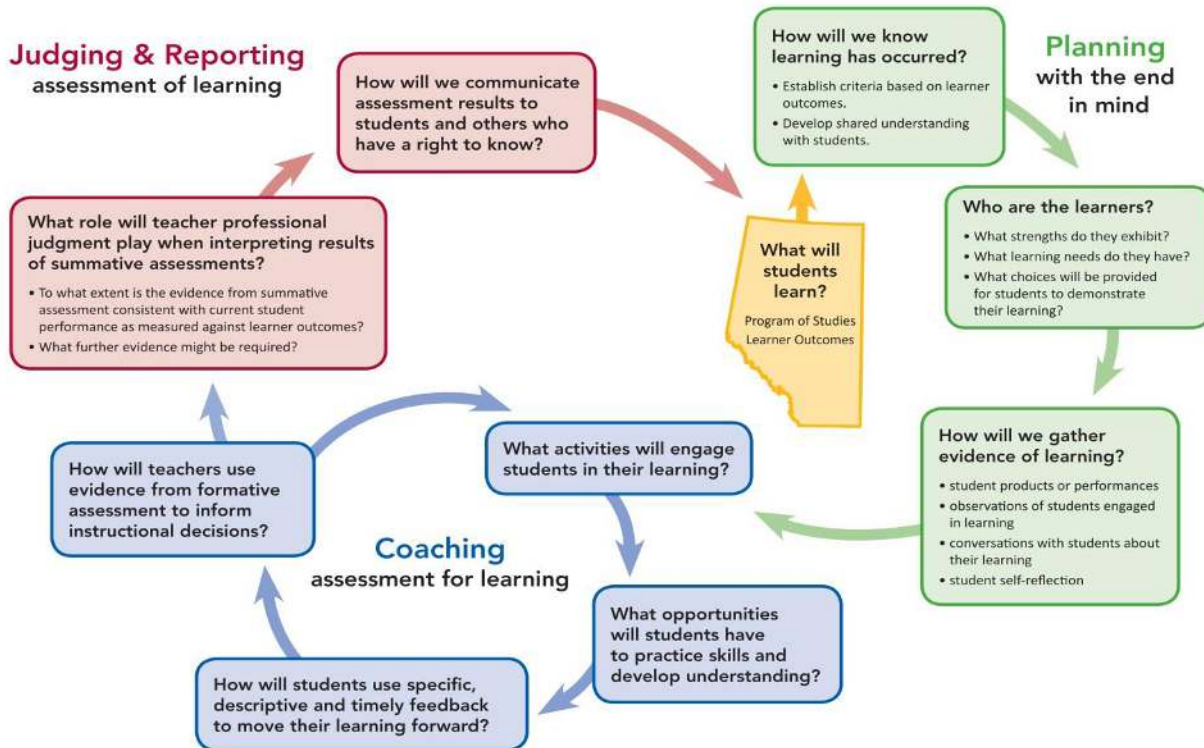 Judging & Reporting
assessment of learning
How will we communicate
assessment results to
students and others who
have a right to know?
How will we know
learning has occurred?
• Establish criteria based on learner
outcomes.
• Develop shared understanding
with students.
Planning
with the end
in mind
What role will teacher professional
judgment play when interpreting results
of summative assessments?
• To what extent is the evidence from summative
assessment consistent with current student
performance as measured against learner outcomes?
• What further evidence might be required?
What will
students
learn?
Program of Studies
Learner Outcomes
Who are the learners?
• What strengths do they exhibit?
• What learning needs do they have?
• What choices will be provided
for students to demonstrate
their learning?
How will teachers use
evidence from formative
assessment to inform
instructional decisions?
What activities will engage
students in their learning?
How will we gather
evidence of learning?
• student products or performances
• observations of students engaged
in learning
• conversations with students about
their learning
• student self-reflection
Coaching
assessment for learning
What opportunities
will students have
to practice skills and
develop understanding?
How will students use specific,
descriptive and timely feedback
to move their learning forward?